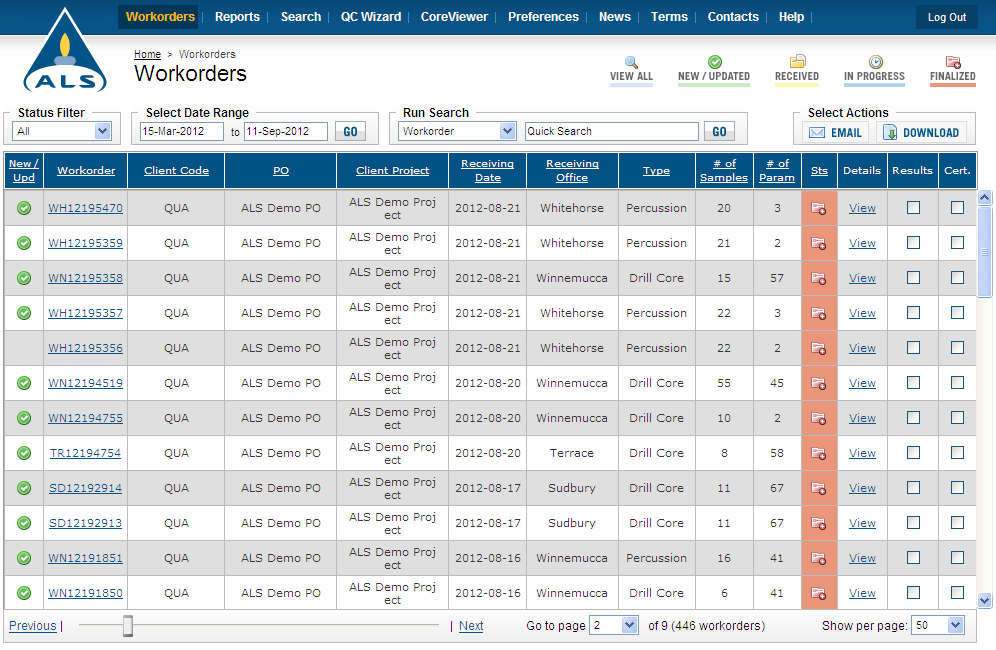 Workorders | Reports | Search | QC Wizard | CoreViewer | Preferences | News | Terms | Contacts | Help | Log Out
ALS
Home > Workorders
Workorders
VIEW ALL NEW / UPDATED RECEIVED IN PROGRESS FINALIZED
Status Filter Select Date Range Run Search Select Actions
All 15-Mar-2012 to 11-Sep-2012 GO Workorder Quick Search GO EMAIL DOWNLOAD
New / Upd Workorder Client Code PO Client Project Receiving Date Receiving Office Type # of Samples # of Param Sts Details Results Cert.
WH12195470 QUA ALS Demo PO ALS Demo Proj ect 2012-08-21 Whitehorse Percussion 20 3 View
WH12195359 QUA ALS Demo PO ALS Demo Proj ect 2012-08-21 Whitehorse Percussion 21 2 View
WN12195358 QUA ALS Demo PO ALS Demo Proj ect 2012-08-21 Winnemucca Drill Core 15 57 View
WH12195357 QUA ALS Demo PO ALS Demo Proj ect 2012-08-21 Whitehorse Percussion 22 3 View
WH12195356 QUA ALS Demo PO ALS Demo Proj ect 2012-08-21 Whitehorse Percussion 22 2 View
WN12194519 QUA ALS Demo PO ALS Demo Proj ect 2012-08-20 Winnemucca Drill Core 55 45 View
WN12194755 QUA ALS Demo PO ALS Demo Proj ect 2012-08-20 Winnemucca Drill Core 10 2 View
TR12194754 QUA ALS Demo PO ALS Demo Proj ect 2012-08-20 Terrace Drill Core 8 58 View
SD12192914 QUA ALS Demo PO ALS Demo Proj ect 2012-08-17 Sudbury Drill Core 11 67 View
SD12192913 QUA ALS Demo PO ALS Demo Proj ect 2012-08-17 Sudbury Drill Core 11 67 View
WN12191851 QUA ALS Demo PO ALS Demo Proj ect 2012-08-16 Winnemucca Percussion 16 41 View
WN12191850 QUA ALS Demo PO ALS Demo Proj ect 2012-08-16 Winnemucca Drill Core 6 41 View
Previous | | Next Go to page 2 of 9 (446 workorders) Show per page: 50